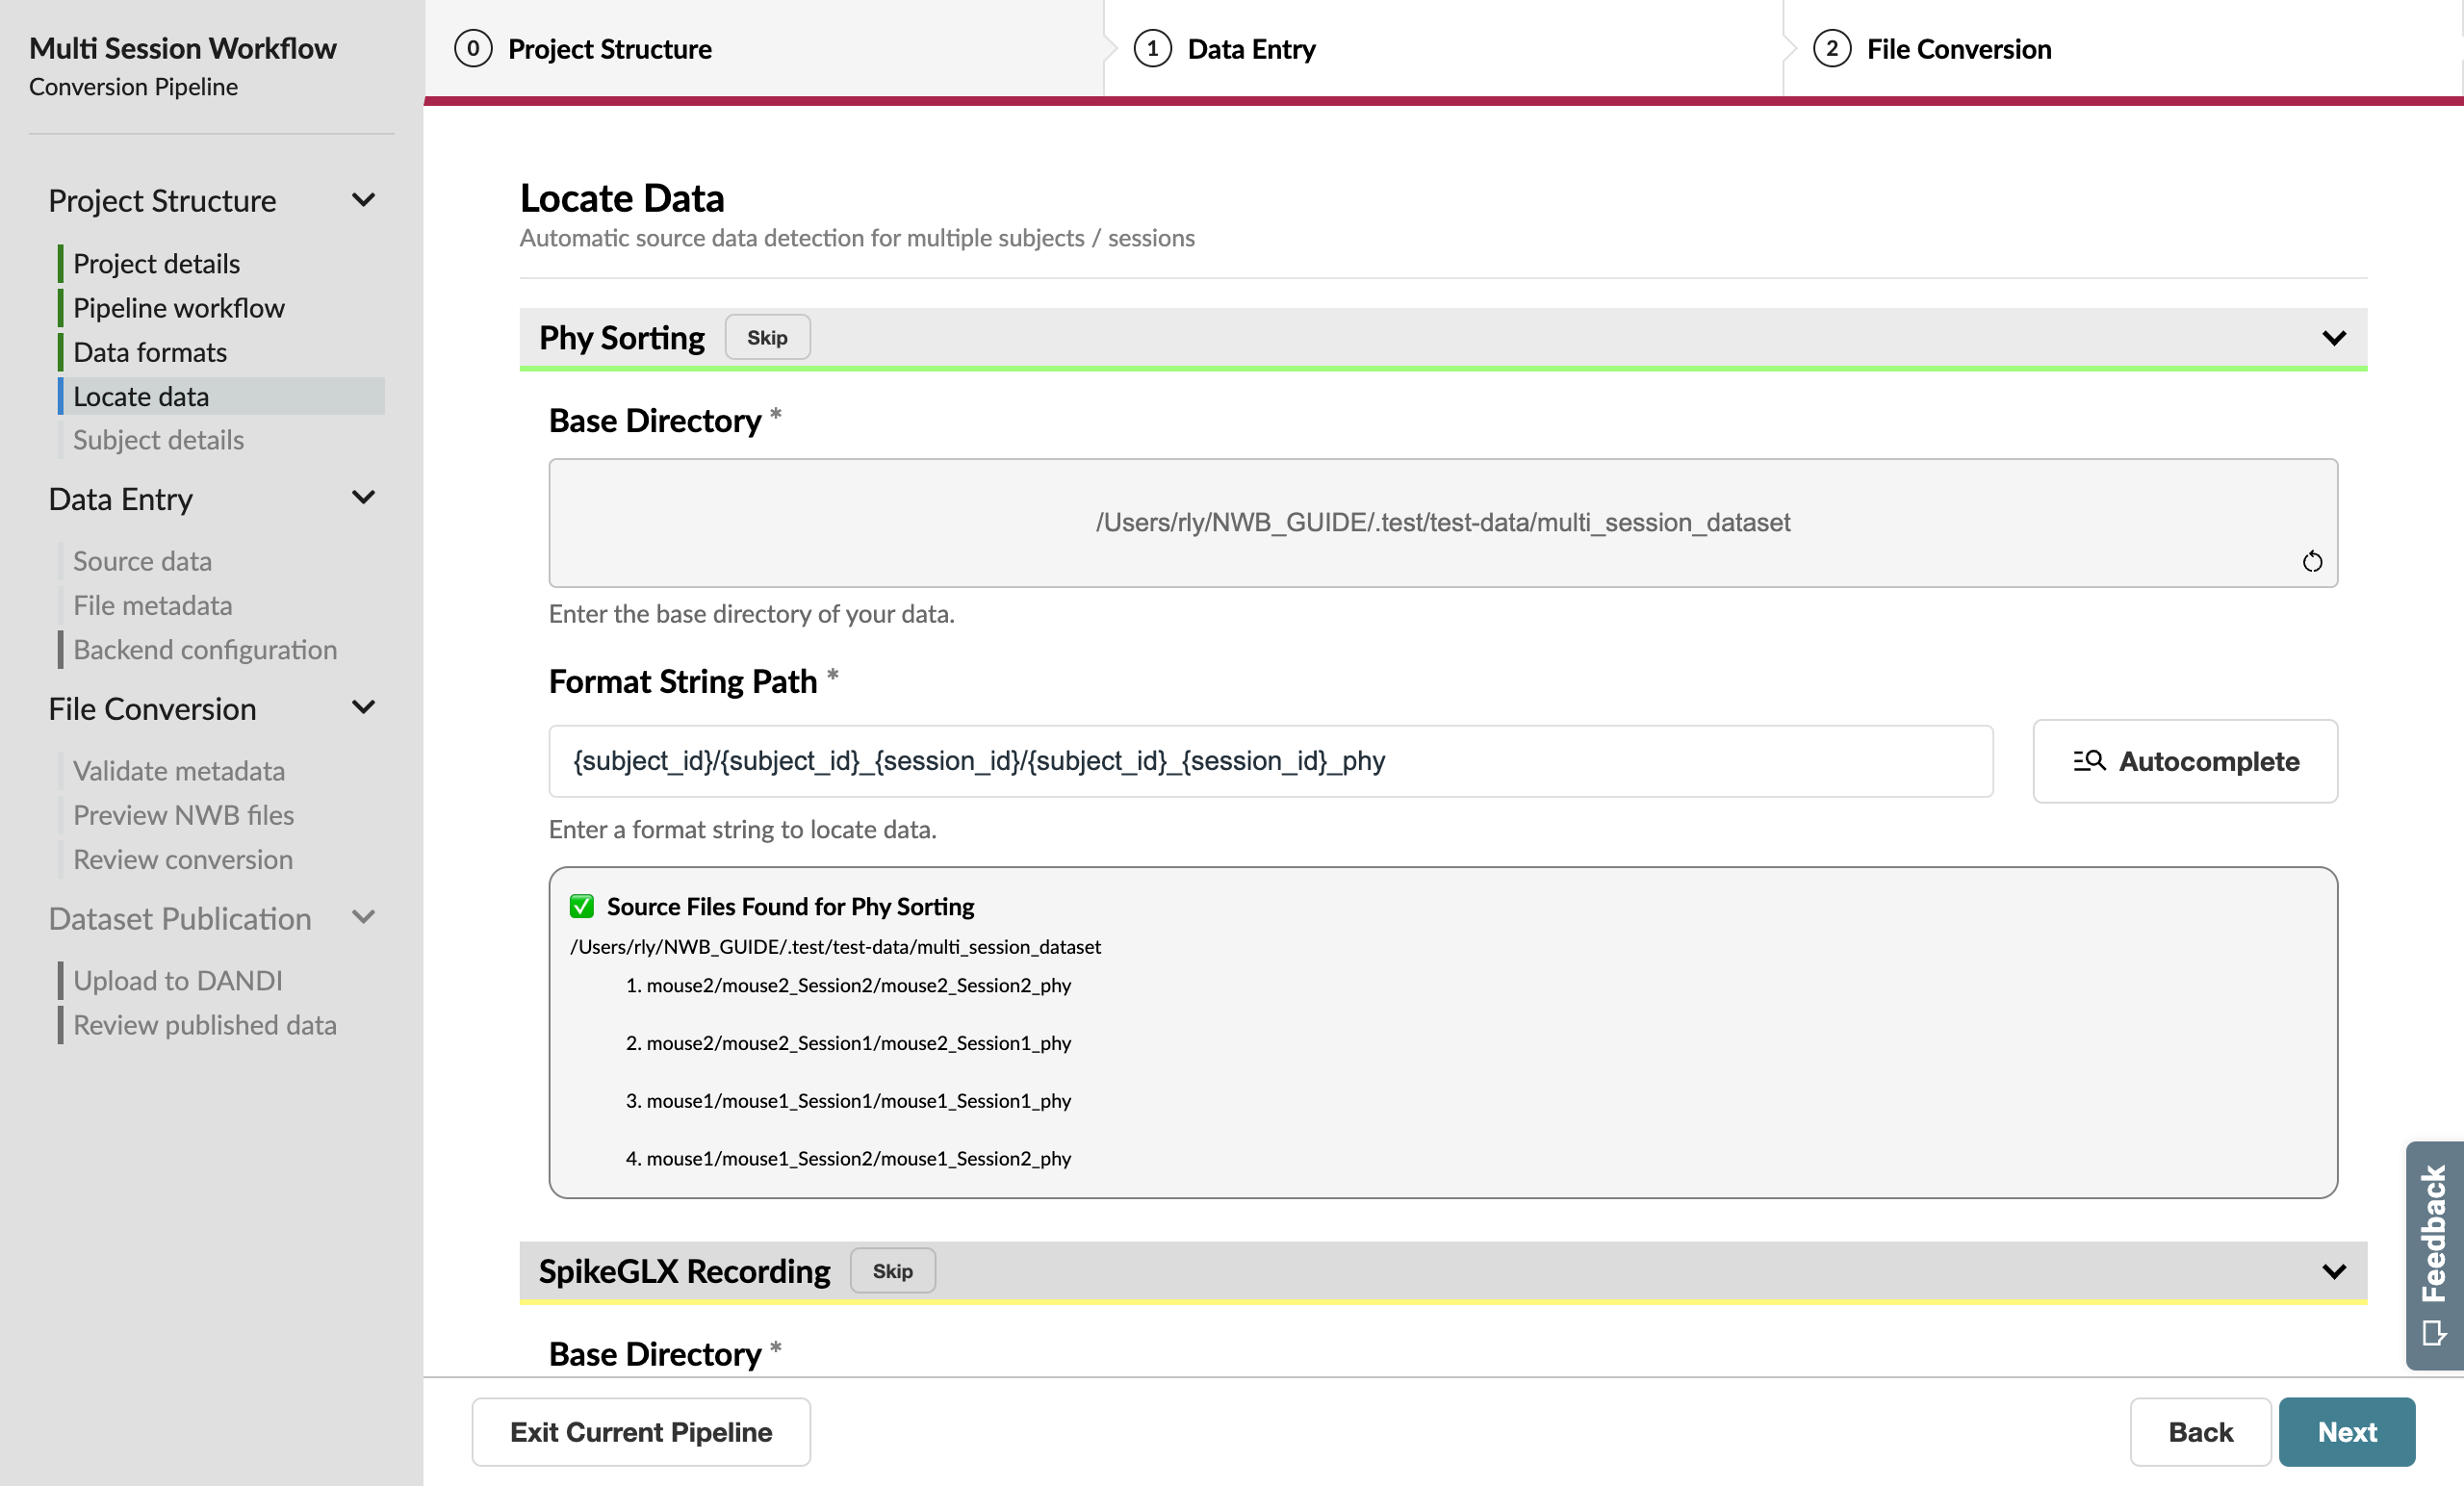 Multi Session Workflow
Conversion Pipeline
Project Structure
Project details
Pipeline workflow
Data formats
Locate data
Subject details
Data Entry
Source data
File metadata
Backend configuration
File Conversion
Validate metadata
Preview NWB files
Review conversion
Dataset Publication
Upload to DANDI
Review published data
0 Project Structure
1 Data Entry
2 File Conversion
Locate Data
Automatic source data detection for multiple subjects / sessions
Phy Sorting Skip
Base Directory *
/Users/rly/NWB_GUIDE/.test/test-data/multi_session_dataset
Enter the base directory of your data.
Format String Path *
{subject_id}/{subject_id}_{session_id}/{subject_id}_{session_id}_phy
Autocomplete
Enter a format string to locate data.
✅ Source Files Found for Phy Sorting
/Users/rly/NWB_GUIDE/.test/test-data/multi_session_dataset
1. mouse2/mouse2_Session2/mouse2_Session2_phy
2. mouse2/mouse2_Session1/mouse2_Session1_phy
3. mouse1/mouse1_Session1/mouse1_Session1_phy
4. mouse1/mouse1_Session2/mouse1_Session2_phy
SpikeGLX Recording Skip
Base Directory *
Feedback
Exit Current Pipeline
Back
Next